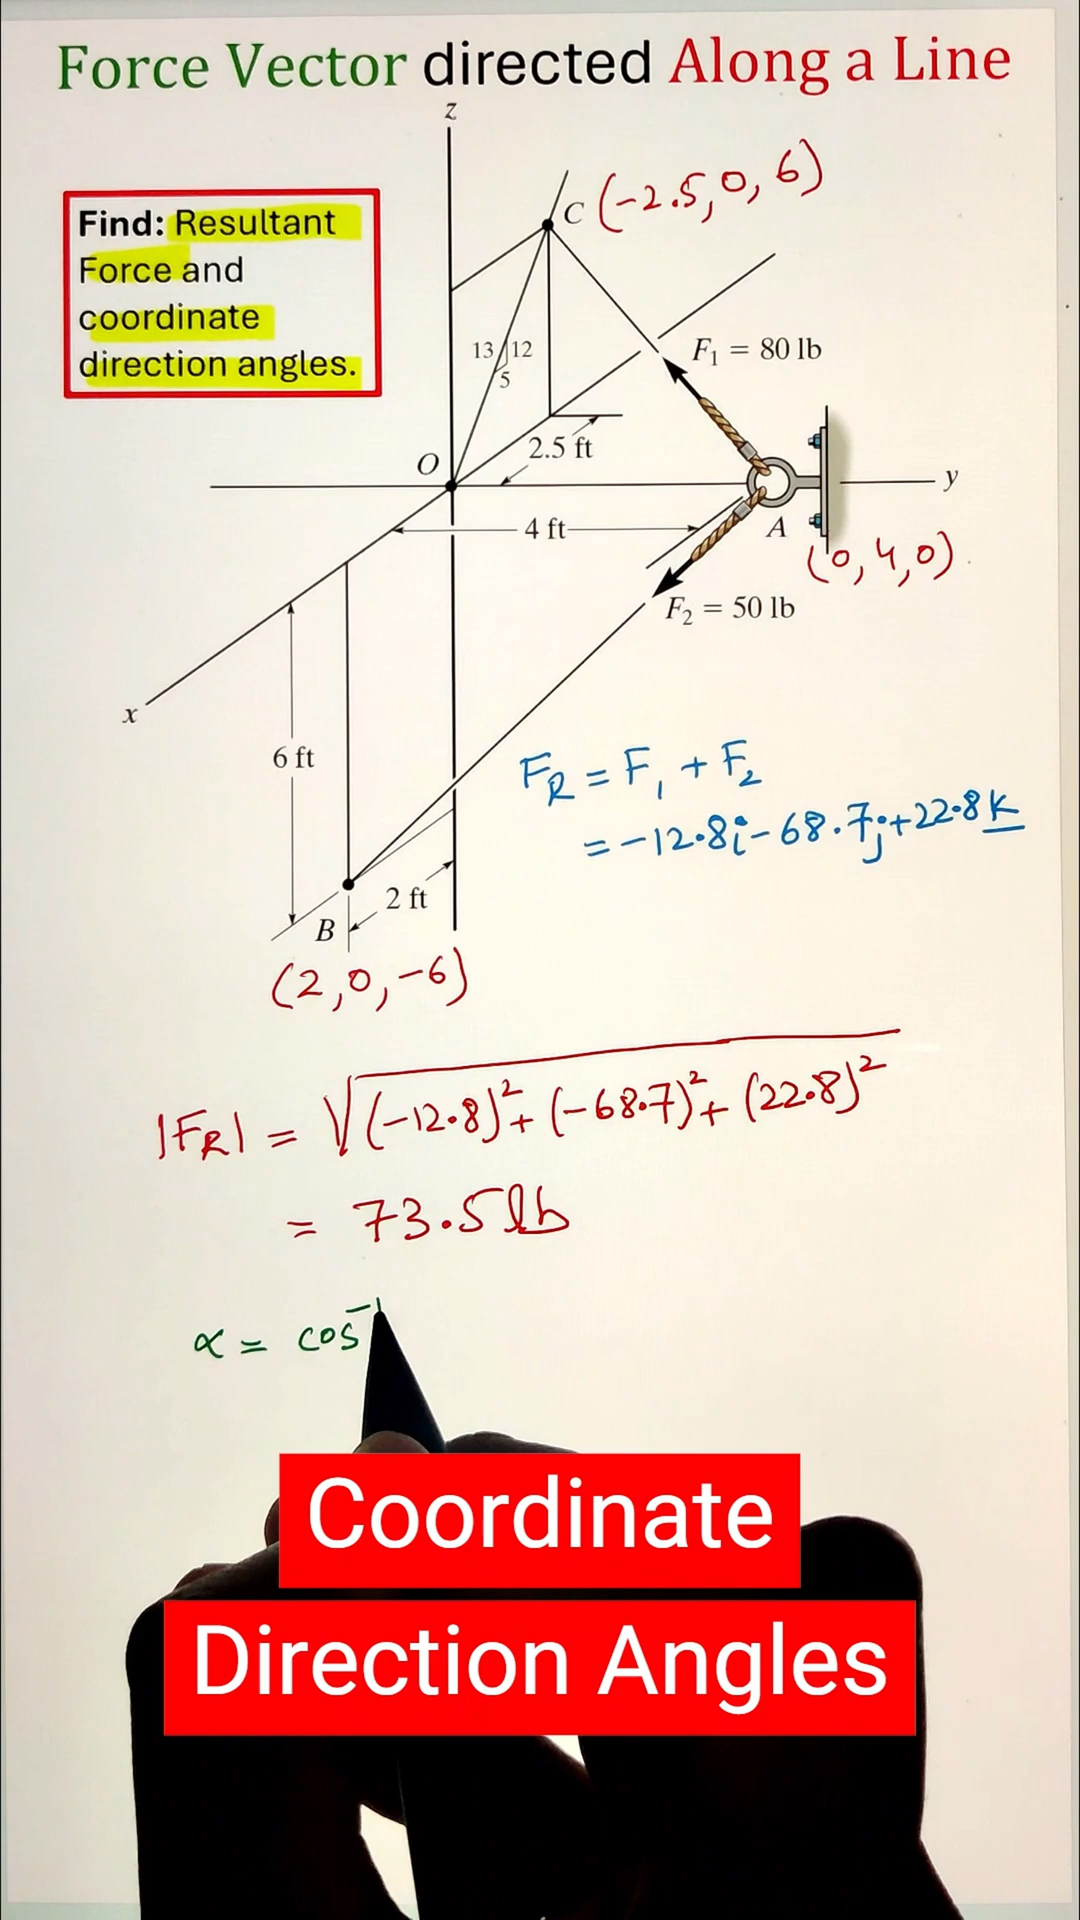 Force Vector directed Along a Line
z
Find: Resultant
Force and
coordinate
direction angles.
C (-2.5, 0, 6)
13 12
5
F₁ = 80 lb
2.5 ft
O
y
4 ft
A
(0, 4, 0)
F₂ = 50 lb
x
6 ft
F_R = F₁ + F₂
= -12.8i - 68.7j + 22.8k
2 ft
B
(2, 0, -6)
|F_R| = √(-12.8)² + (-68.7)² + (22.8)²
= 73.5 lb
α = cos⁻¹
Coordinate
Direction Angles